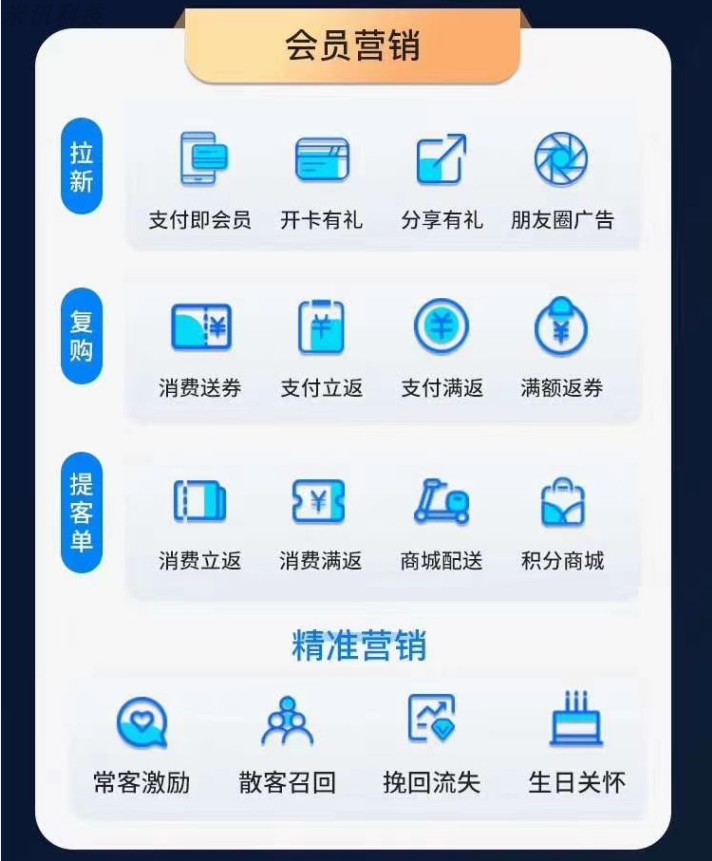 会员营销
拉新
支付即会员 开卡有礼 分享有礼 朋友圈广告
复购
消费送券 支付立返 支付满返 满额返券
提客单
消费立返 消费满返 商城配送 积分商城
精准营销
常客激励 散客召回 挽回流失 生日关怀